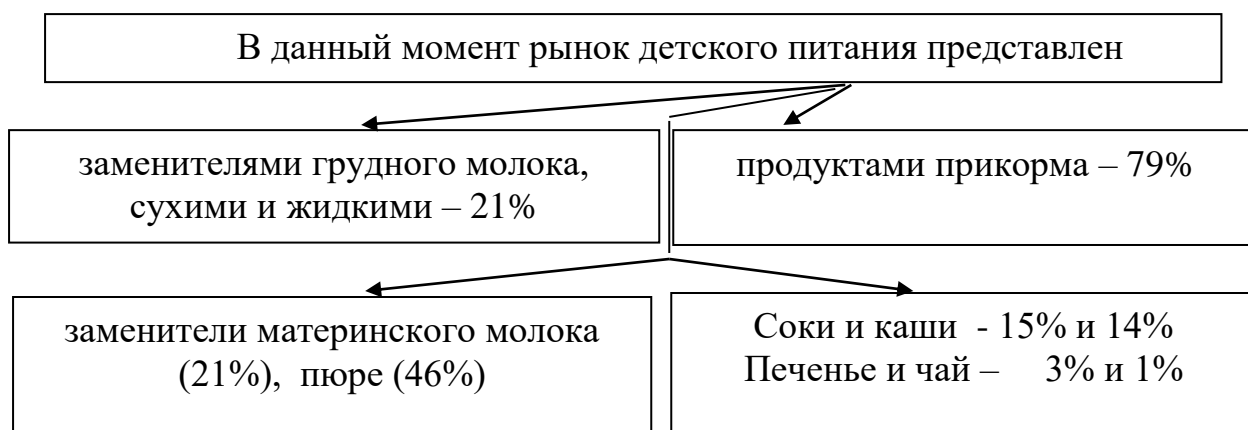 В данный момент рынок детского питания представлен
заменителями грудного молока,
сухими и жидкими – 21%
продуктами прикорма – 79%
заменители материнского молока
(21%), пюре (46%)
Соки и каши - 15% и 14%
Печенье и чай – 3% и 1%